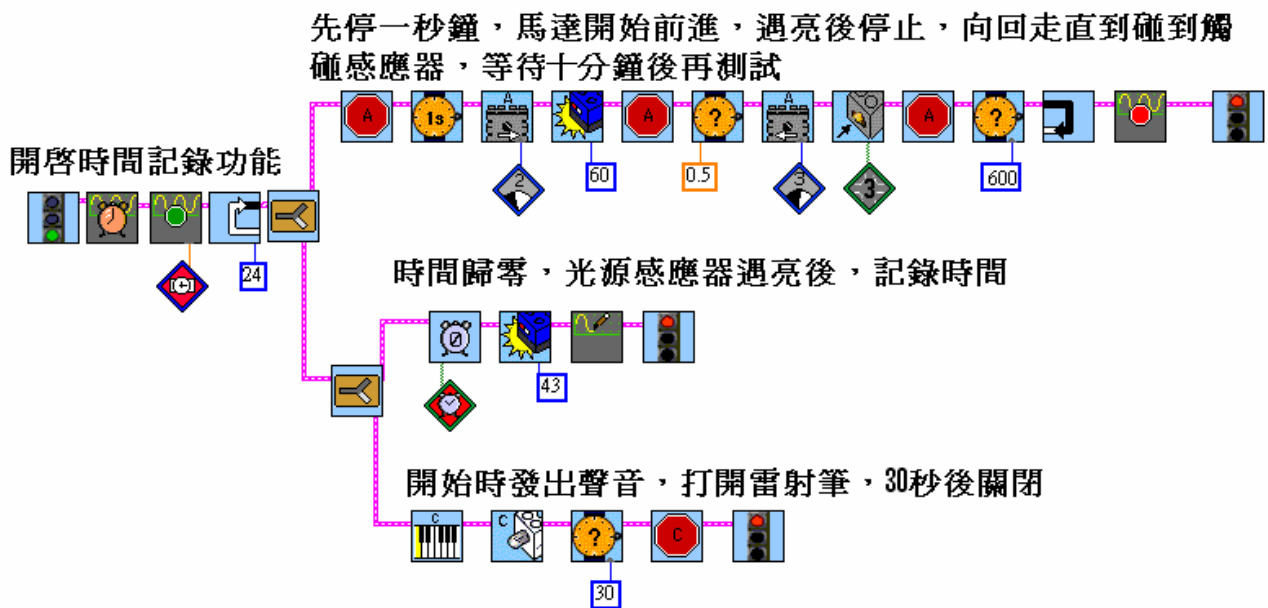 先停一秒鐘，馬達開始前進，遇亮後停止，向回走直到碰到觸
碰感應器，等待十分鐘後再測試
A
1s
A
A
?
A
A
?
2
60
0.5
3
3
600
開啟時間記錄功能
24
時間歸零，光源感應器遇亮後，記錄時間
0
43
開始時發出聲音，打開雷射筆，30秒後關閉
C
C
?
C
30